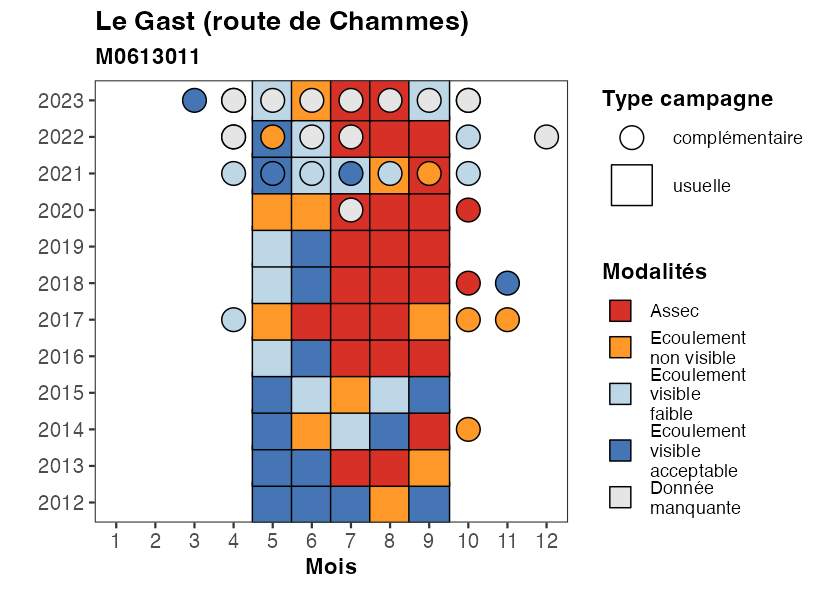 Le Gast (route de Chammes)
M0613011
2023
2022
2021
2020
2019
2018
2017
2016
2015
2014
2013
2012
1 2 3 4 5 6 7 8 9 10 11 12
Mois
Type campagne
complémentaire
usuelle
Modalités
Assec
Ecoulement
non visible
Ecoulement
visible
faible
Ecoulement
visible
acceptable
Donnée
manquante